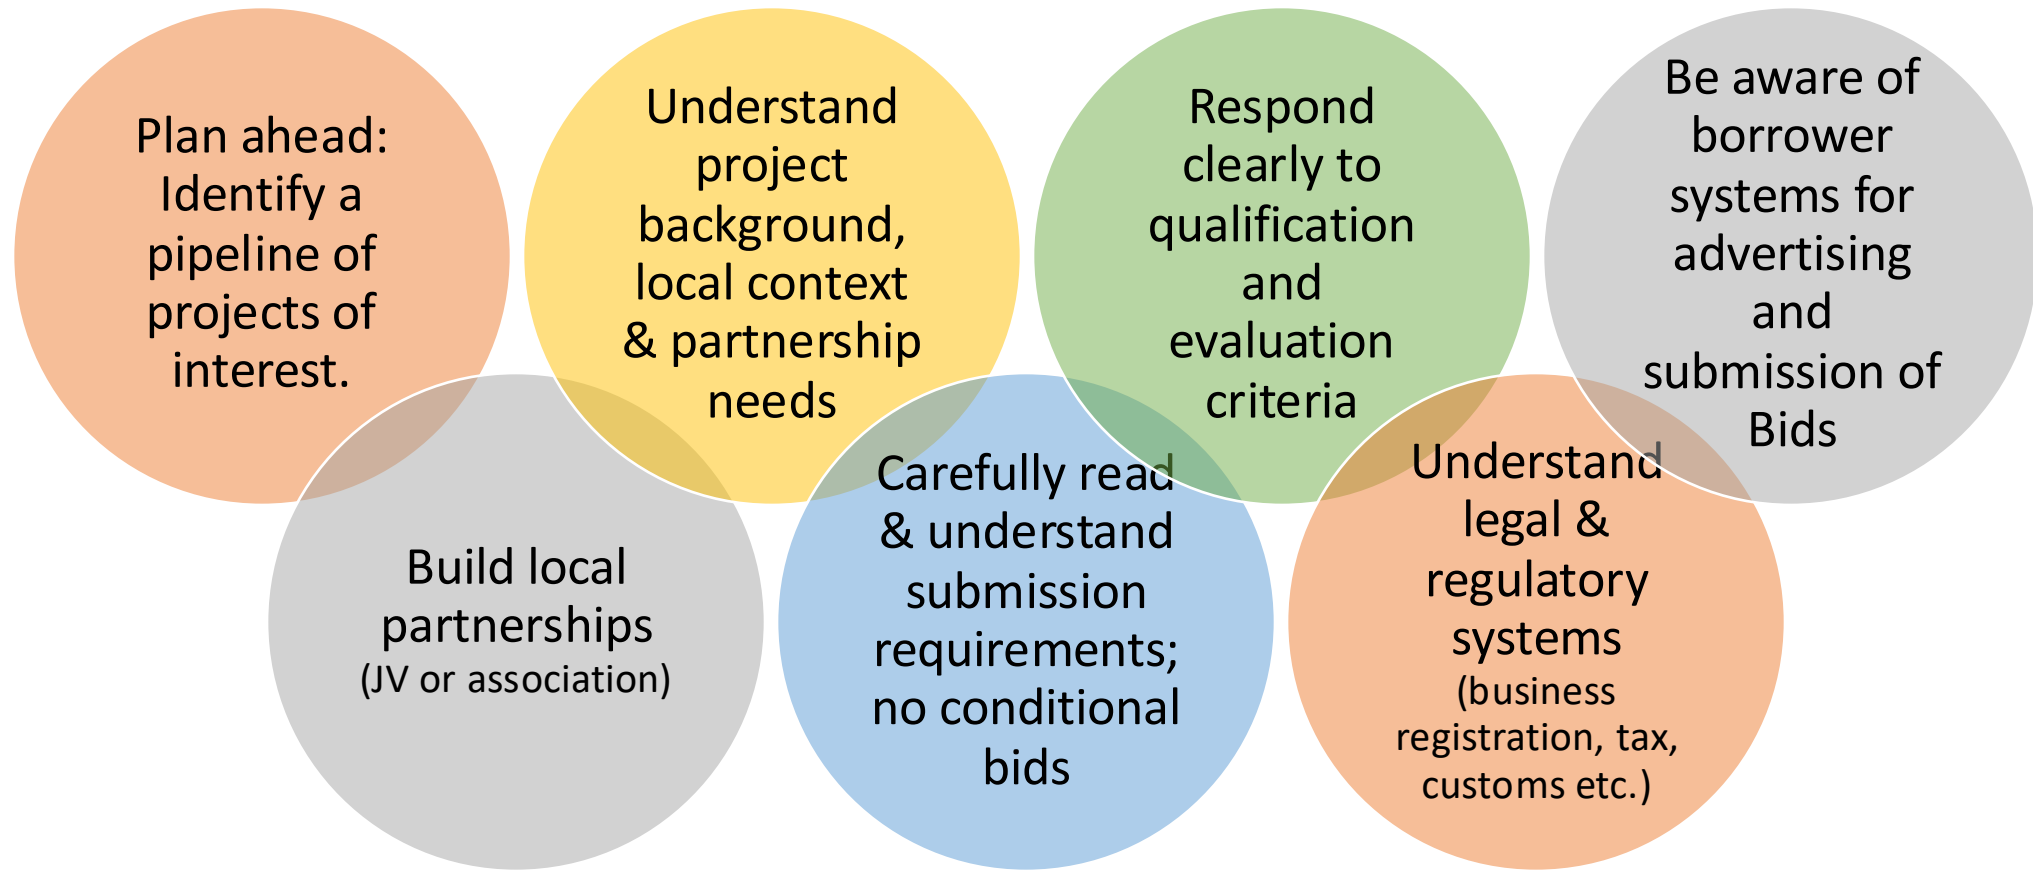 Plan ahead:
Identify a
pipeline of
projects of
interest.
Build local
partnerships
(JV or association)
Understand
project
background,
local context
& partnership
needs
Carefully read
& understand
submission
requirements;
no conditional
bids
Respond
clearly to
qualification
and
evaluation
criteria
Understand
legal &
regulatory
systems
(business
registration, tax,
customs etc.)
Be aware of
borrower
systems for
advertising
and
submission of
Bids